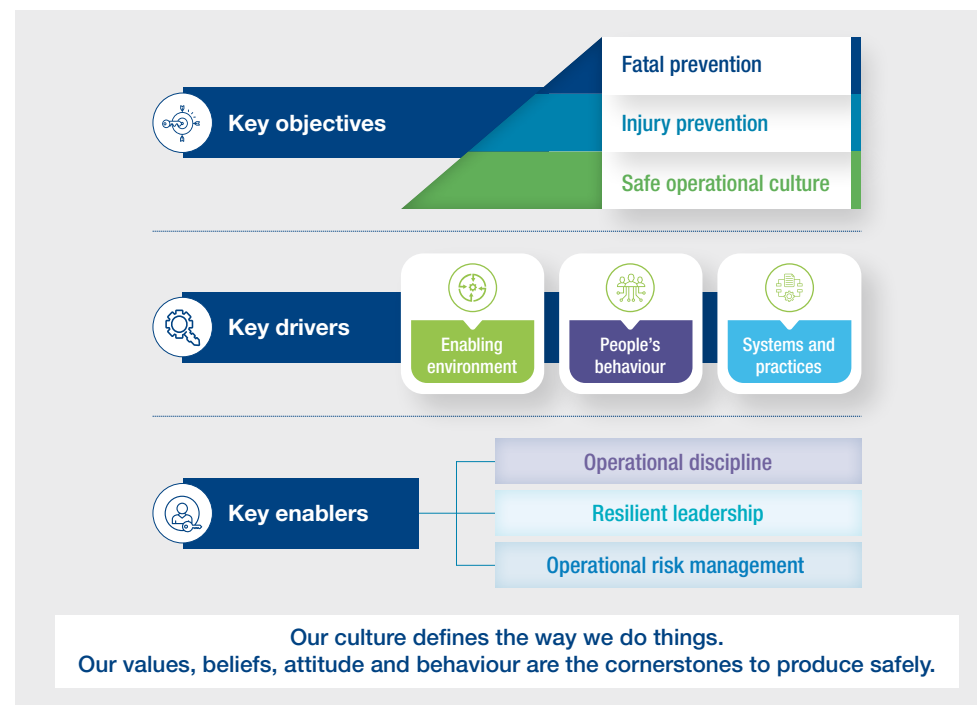 Key objectives
Fatal prevention
Injury prevention
Safe operational culture
Key drivers
Enabling
environment
People's
behaviour
Systems and
practices
Key enablers
Operational discipline
Resilient leadership
Operational risk management
Our culture defines the way we do things.
Our values, beliefs, attitude and behaviour are the cornerstones to produce safely.